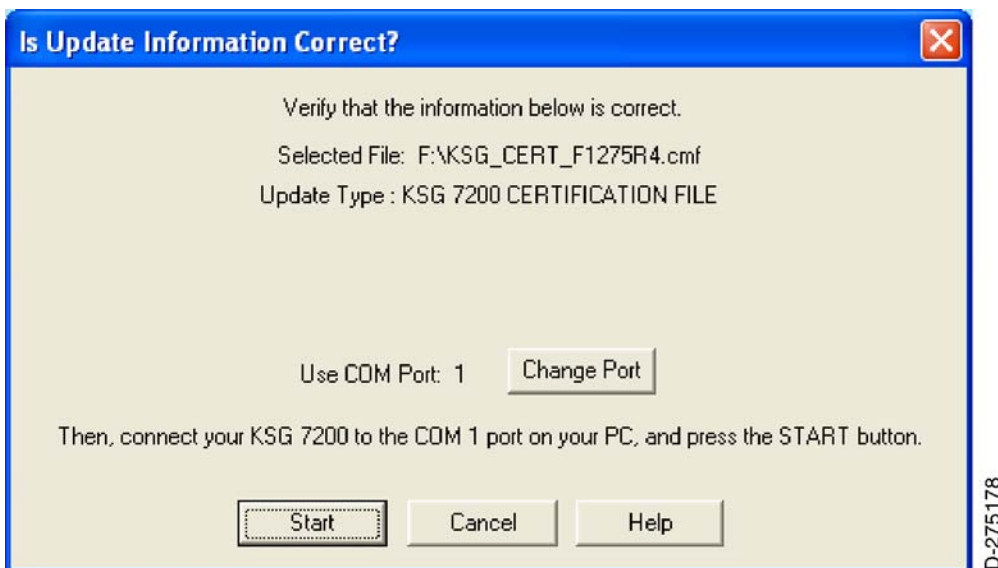 Is Update Information Correct?
Verify that the information below is correct.
Selected File: F:\KSG_CERT_F1275R4.cmf
Update Type : KSG 7200 CERTIFICATION FILE
Use COM Port: 1 Change Port
Then, connect your KSG 7200 to the COM 1 port on your PC, and press the START button.
Start Cancel Help
D-275178